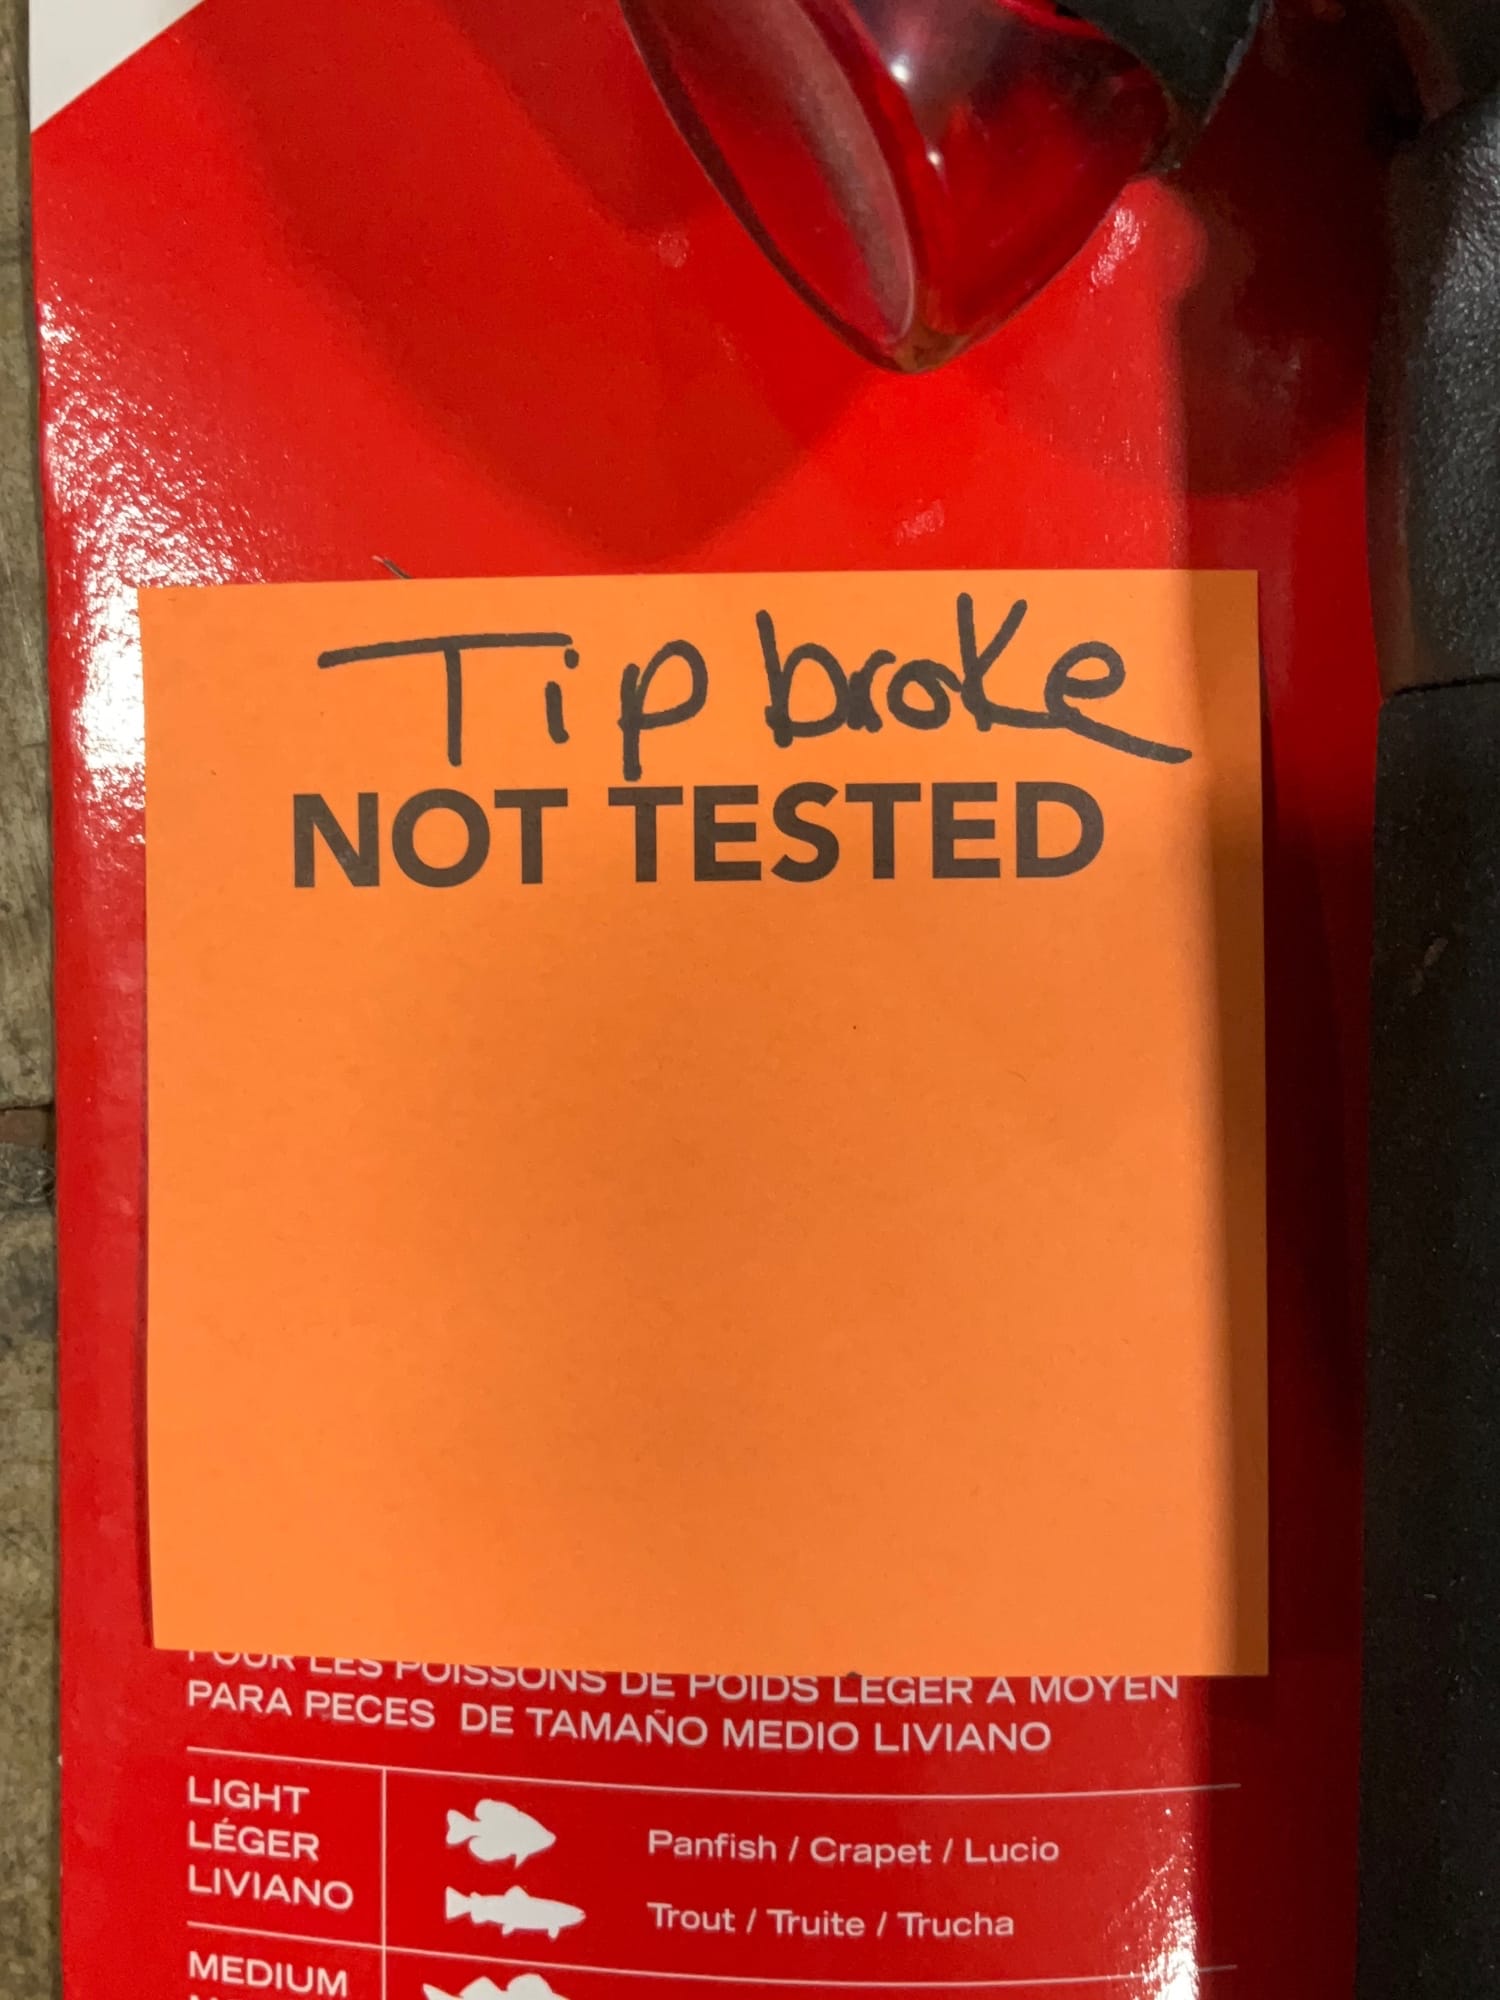 Tip broke
NOT TESTED
POUR LES POISSONS DE POIDS LÉGER À MOYEN
PARA PECES DE TAMAÑO MEDIO LIVIANO
LIGHT
LÉGER
LIVIANO
Panfish / Crapet / Lucio
Trout / Truite / Trucha
MEDIUM